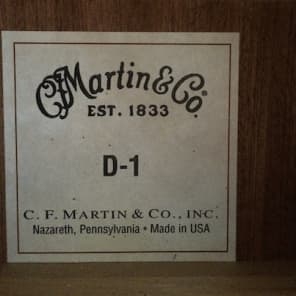 C.F. Martin & Co.
EST. 1833
D-1
C. F. MARTIN & CO., INC.
Nazareth, Pennsylvania • Made in USA